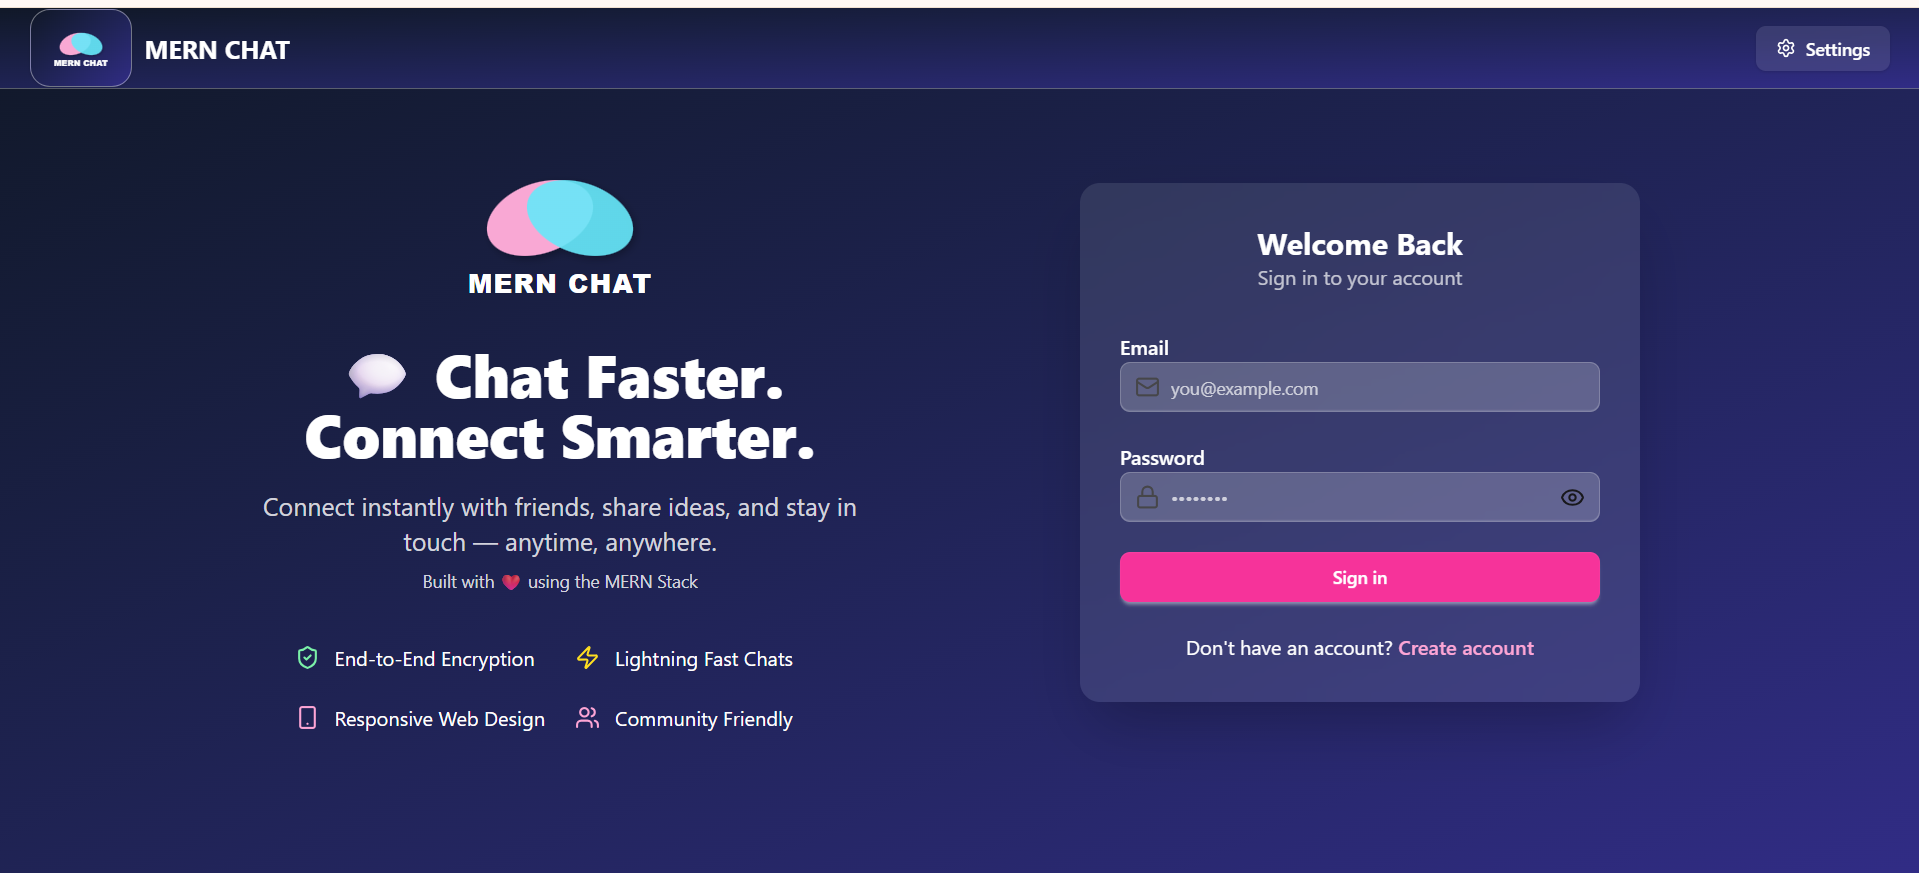 MERN CHAT
MERN CHAT
Settings
MERN CHAT
Chat Faster.
Connect Smarter.
Connect instantly with friends, share ideas, and stay in
touch — anytime, anywhere.
Built with ❤️ using the MERN Stack
End-to-End Encryption
Lightning Fast Chats
Responsive Web Design
Community Friendly
Welcome Back
Sign in to your account
Email
you@example.com
Password
••••••••
Sign in
Don't have an account? Create account